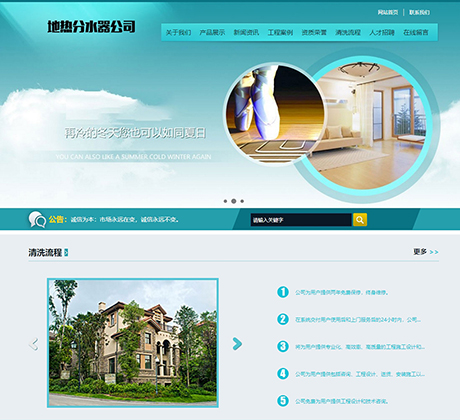 网站首页 | 联系我们
地热分水器公司
关于我们 产品展示 新闻资讯 工程案例 资质荣誉 清洗流程 人才招聘 在线留言
再冷的冬天您也可以如同夏日
YOU CAN ALSO LIKE A SUMMER COLD WINTER AGAIN
公告: 诚信为本:市场永远在变,诚信永远不变。
请输入关键字
清洗流程
更多 >>
1 公司为用户提供两年免费保修,终身维修。
2 在系统交付用户使用后和上门服务后的24小时内,公司...
3 将为用户提供专业化、高效率、高质量的工程施工设计和...
4 公司为用户提供前期咨询、工程设计、选货、安装施工以...
5 公司免费为用户提供工程设计和技术咨询。